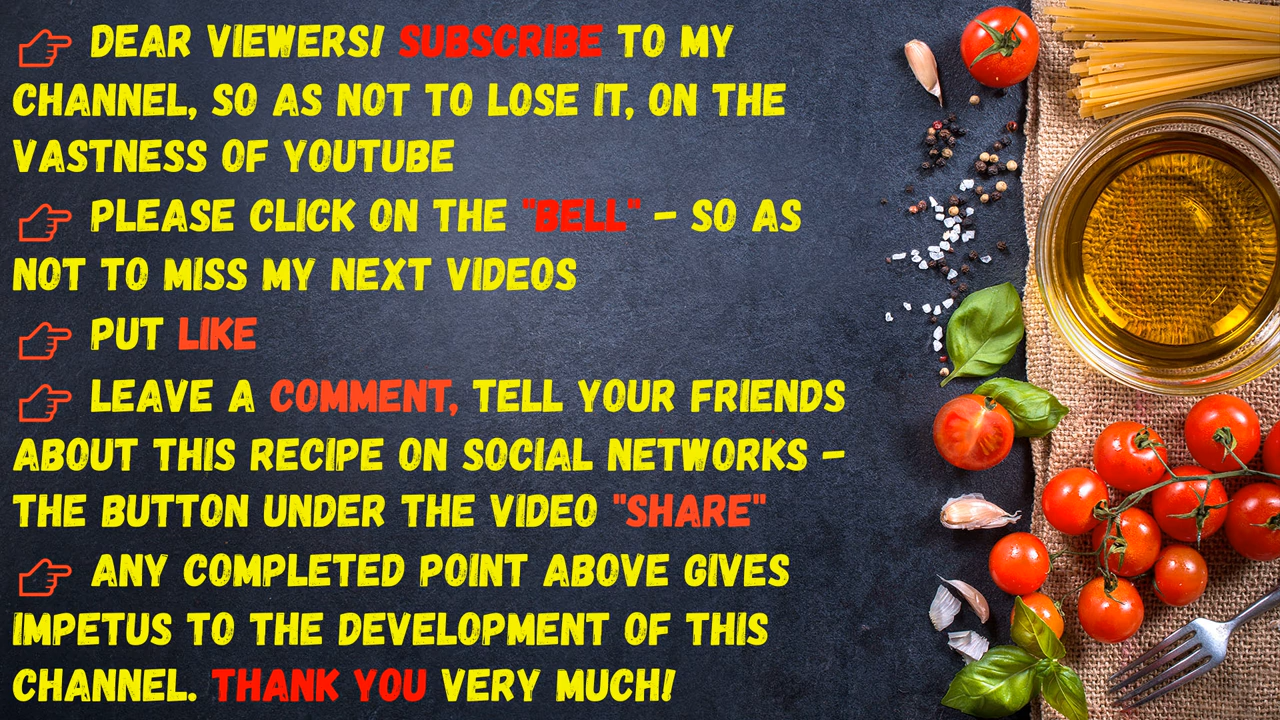 DEAR VIEWERS! SUBSCRIBE TO MY
CHANNEL, SO AS NOT TO LOSE IT, ON THE
VASTNESS OF YOUTUBE
PLEASE CLICK ON THE "BELL" - SO AS
NOT TO MISS MY NEXT VIDEOS
PUT LIKE
LEAVE A COMMENT, TELL YOUR FRIENDS
ABOUT THIS RECIPE ON SOCIAL NETWORKS -
THE BUTTON UNDER THE VIDEO "SHARE"
ANY COMPLETED POINT ABOVE GIVES
IMPETUS TO THE DEVELOPMENT OF THIS
CHANNEL. THANK YOU VERY MUCH!